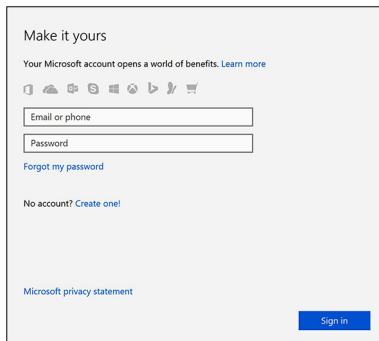 Make it yours
Your Microsoft account opens a world of benefits. Learn more
Email or phone
Password
Forgot my password
No account? Create one!
Microsoft privacy statement
Sign in